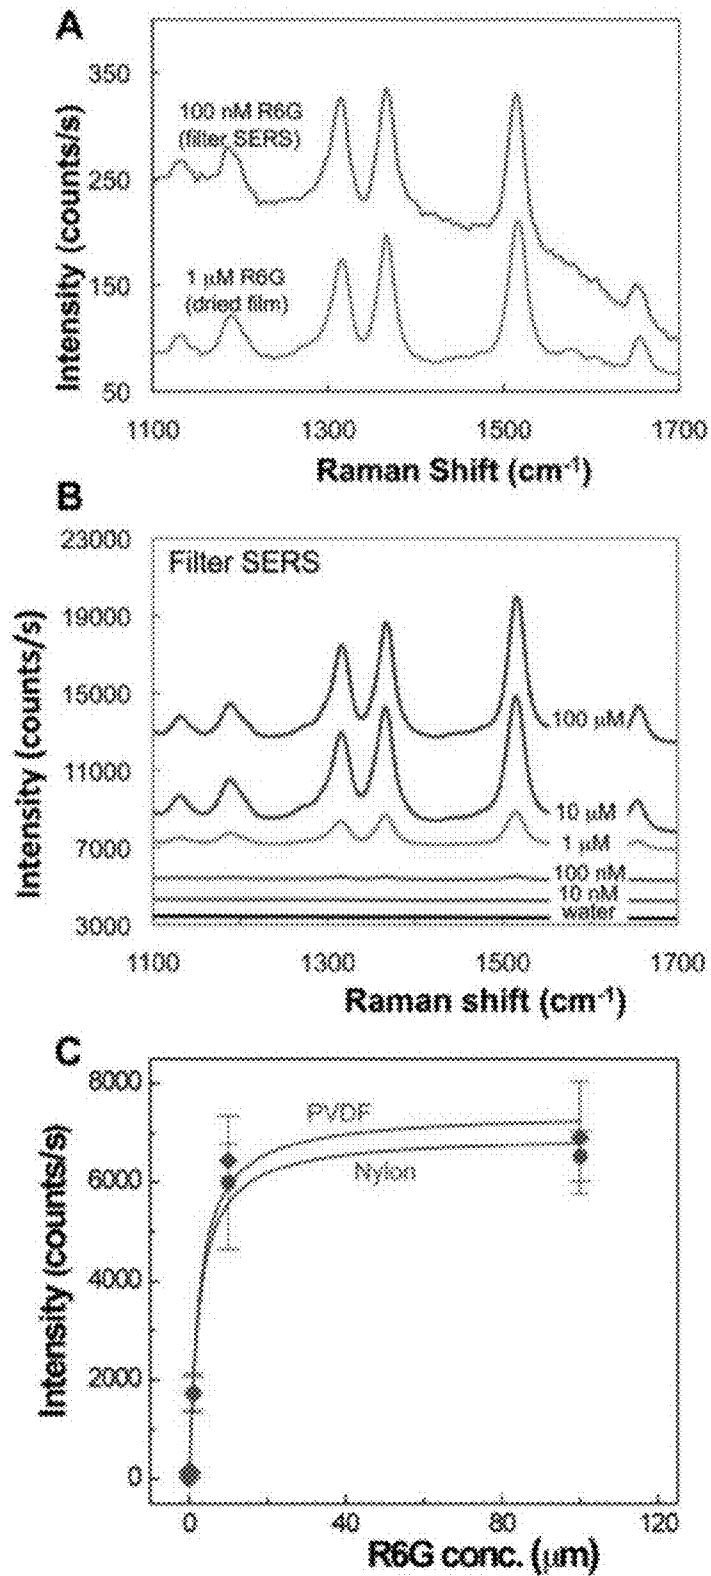 A
350
250
150
50
Intensity (counts/s)
100 nM R6G
(filter SERS)
1 μM R6G
(dried film)
1100 1300 1500 1700
Raman Shift (cm-1)
B
23000
19000
15000
11000
7000
3000
Intensity (counts/s)
Filter SERS
100 μM
10 μM
1 μM
100 nM
10 nM
water
1100 1300 1500 1700
Raman shift (cm-1)
C
8000
6000
4000
2000
0
Intensity (counts/s)
PVDF
Nylon
0 40 80 120
R6G conc. (μm)